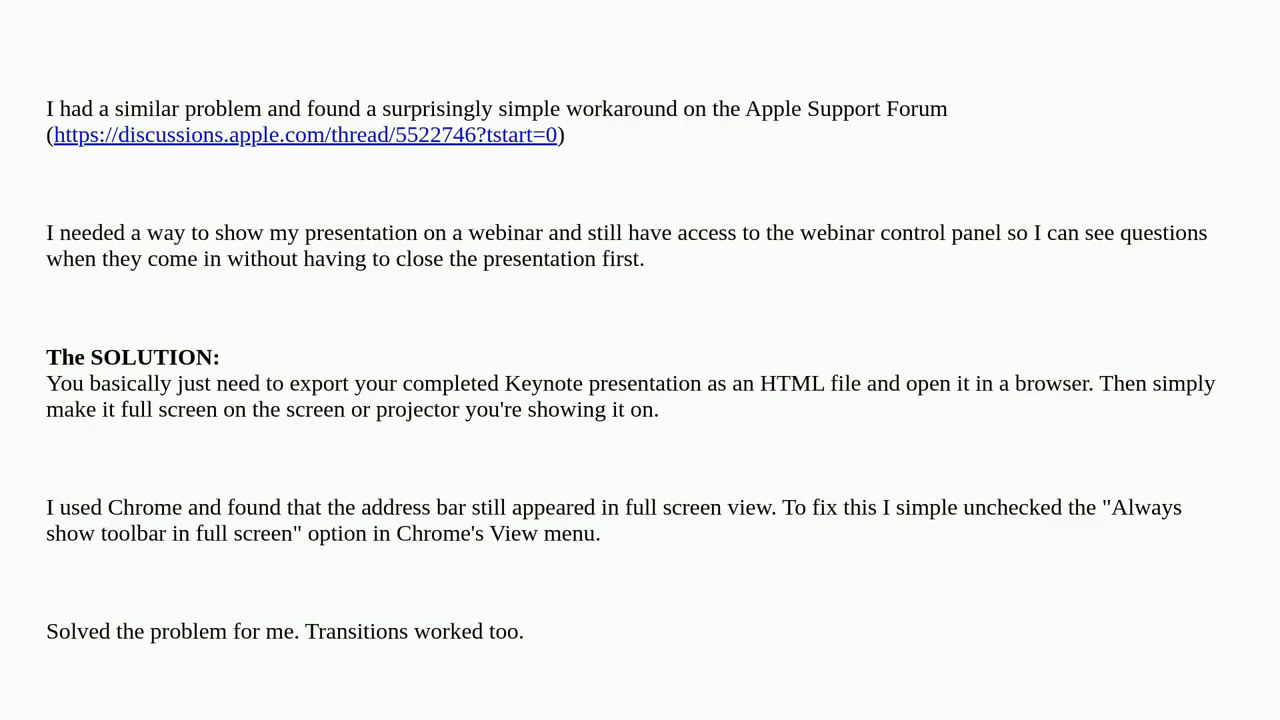 I had a similar problem and found a surprisingly simple workaround on the Apple Support Forum
(https://discussions.apple.com/thread/5522746?tstart=0)
I needed a way to show my presentation on a webinar and still have access to the webinar control panel so I can see questions
when they come in without having to close the presentation first.
The SOLUTION:
You basically just need to export your completed Keynote presentation as an HTML file and open it in a browser. Then simply
make it full screen on the screen or projector you're showing it on.
I used Chrome and found that the address bar still appeared in full screen view. To fix this I simple unchecked the "Always
show toolbar in full screen" option in Chrome's View menu.
Solved the problem for me. Transitions worked too.